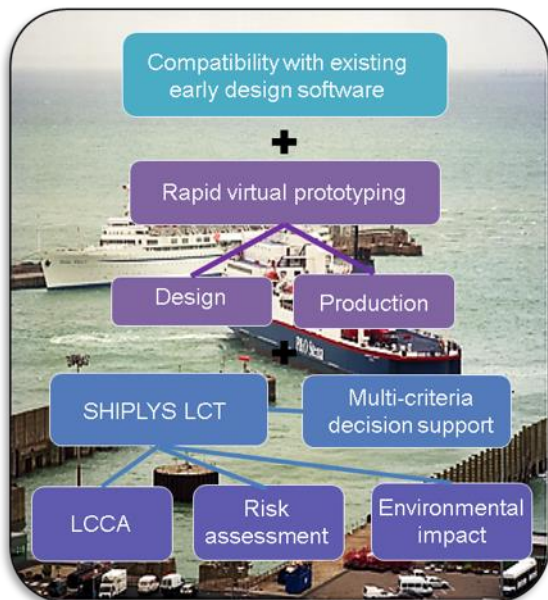 Compatibility with existing
early design software
+
Rapid virtual prototyping
Design
Production
P&O Stena
+
SHIPLYS LCT
Multi-criteria
decision support
LCCA
Risk
assessment
Environmental
impact